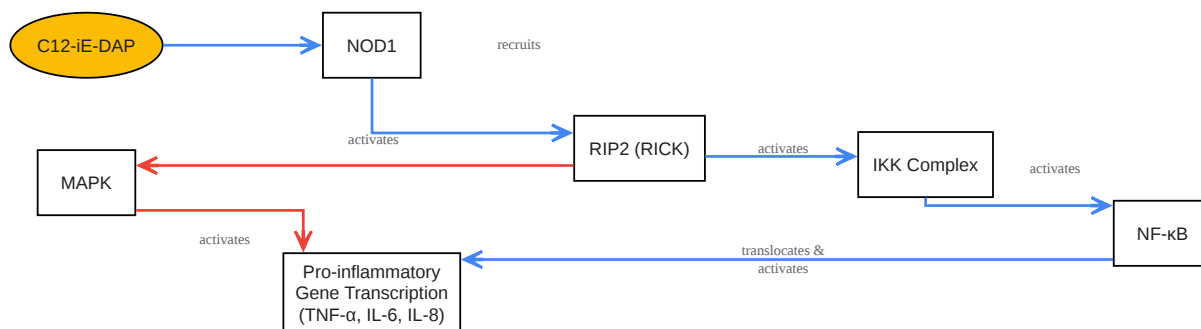 C12-iE-DAP
NOD1
recruits
activates
RIP2 (RICK)
activates
IKK Complex
activates
MAPK
activates
NF-κB
translocates &
activates
Pro-inflammatory
Gene Transcription
(TNF-α, IL-6, IL-8)